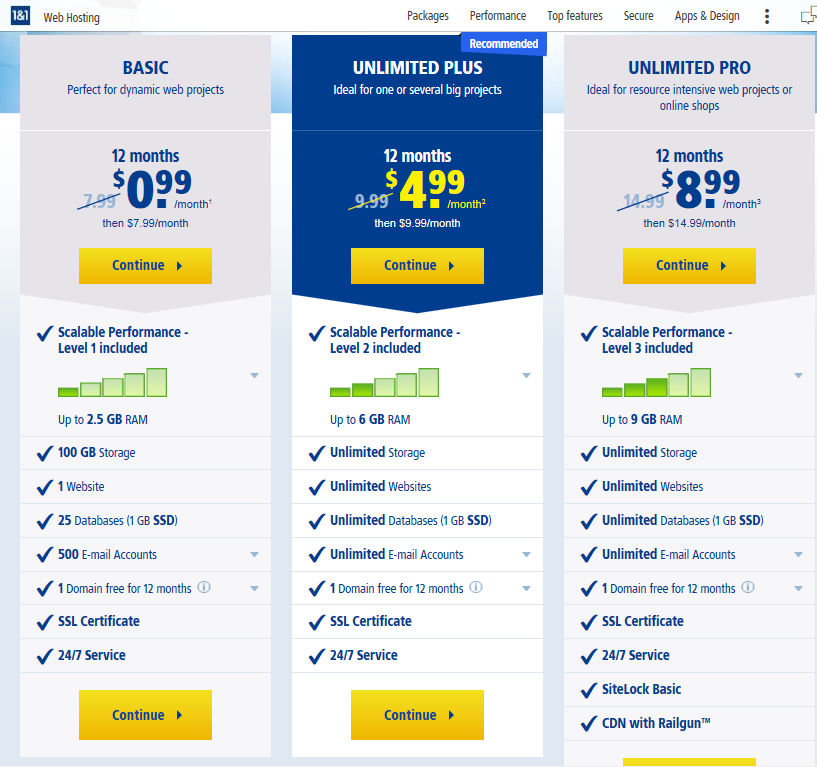 1&1 Web Hosting
Packages Performance Top features Secure Apps & Design
BASIC
Perfect for dynamic web projects
12 months
7.99 $0.99 /month¹
then $7.99/month
Continue
Scalable Performance -
Level 1 included
Up to 2.5 GB RAM
100 GB Storage
1 Website
25 Databases (1 GB SSD)
500 E-mail Accounts
1 Domain free for 12 months
SSL Certificate
24/7 Service
Continue
Recommended
UNLIMITED PLUS
Ideal for one or several big projects
12 months
9.99 $4.99 /month²
then $9.99/month
Continue
Scalable Performance -
Level 2 included
Up to 6 GB RAM
Unlimited Storage
Unlimited Websites
Unlimited Databases (1 GB SSD)
Unlimited E-mail Accounts
1 Domain free for 12 months
SSL Certificate
24/7 Service
Continue
UNLIMITED PRO
Ideal for resource intensive web projects or
online shops
12 months
14.99 $8.99 /month³
then $14.99/month
Continue
Scalable Performance -
Level 3 included
Up to 9 GB RAM
Unlimited Storage
Unlimited Websites
Unlimited Databases (1 GB SSD)
Unlimited E-mail Accounts
1 Domain free for 12 months
SSL Certificate
24/7 Service
SiteLock Basic
CDN with Railgun™